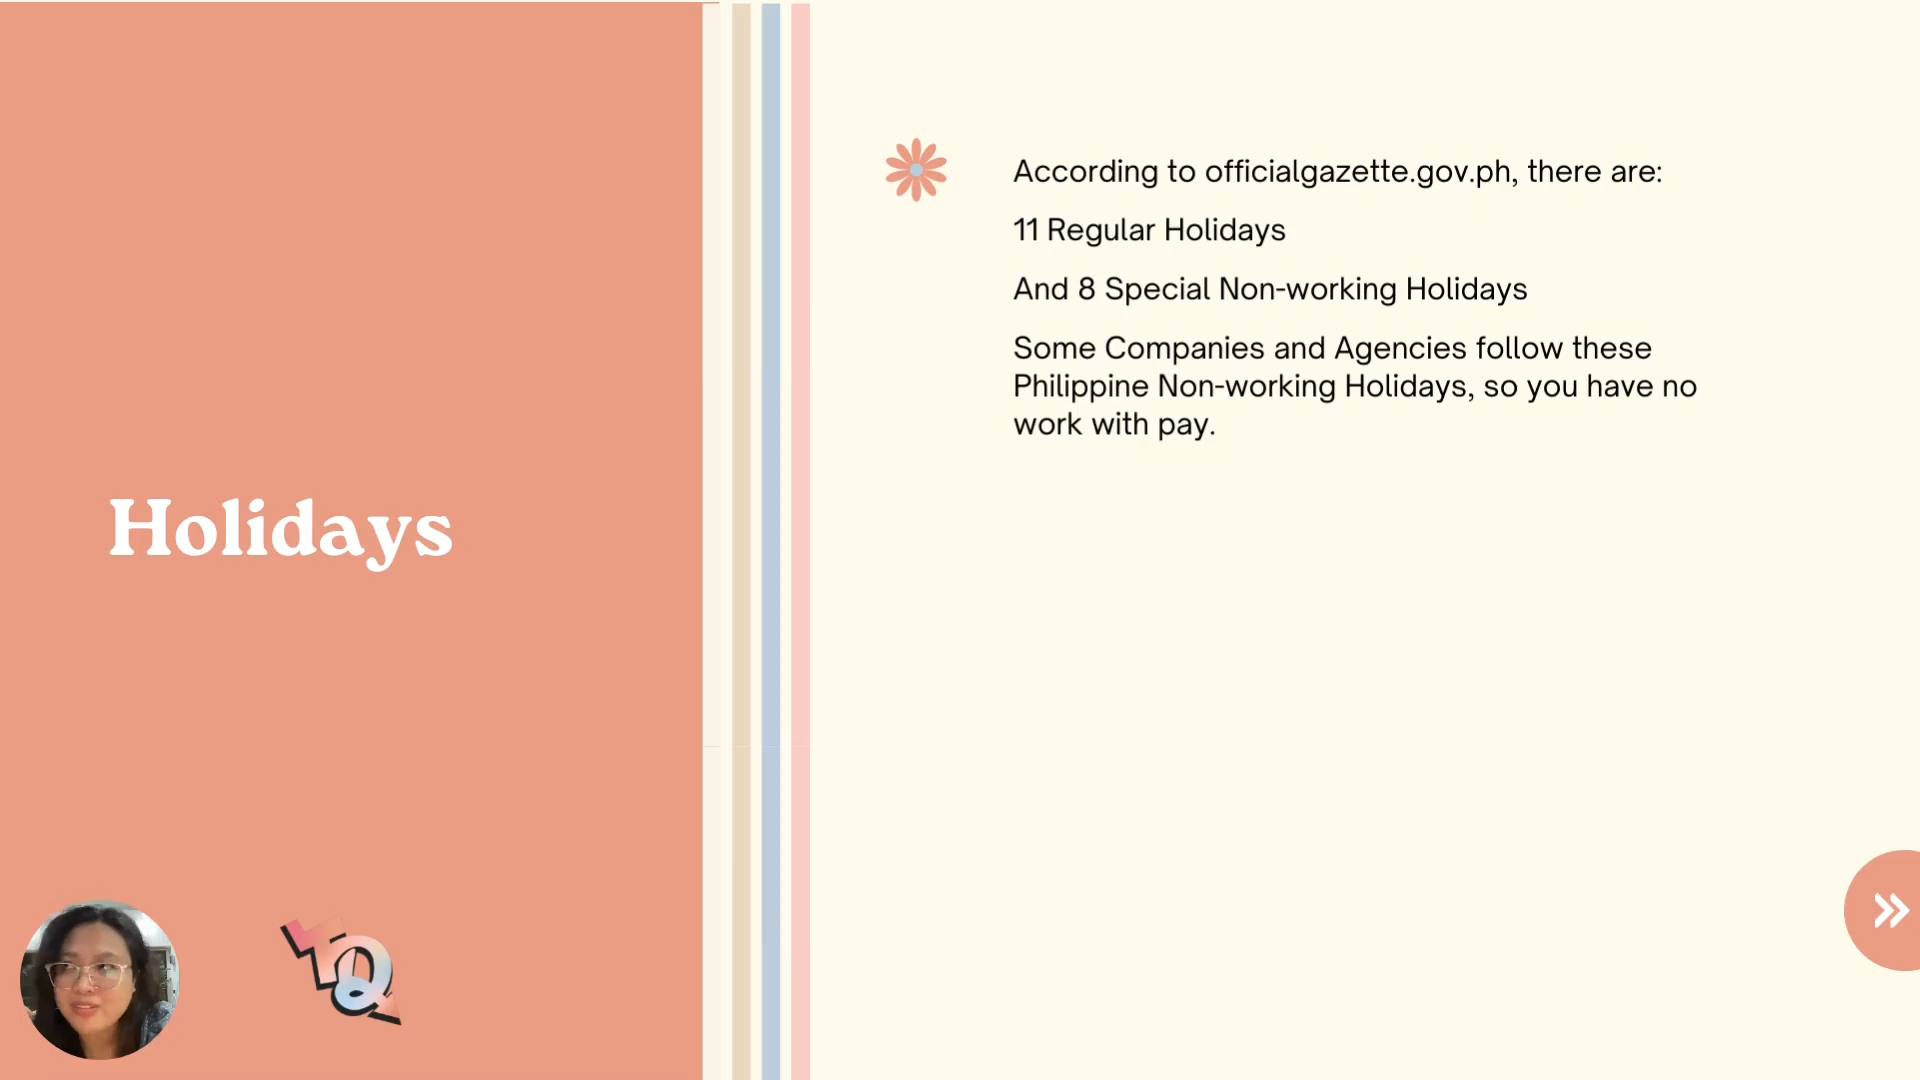 Holidays
According to officialgazette.gov.ph, there are:
11 Regular Holidays
And 8 Special Non-working Holidays
Some Companies and Agencies follow these
Philippine Non-working Holidays, so you have no
work with pay.